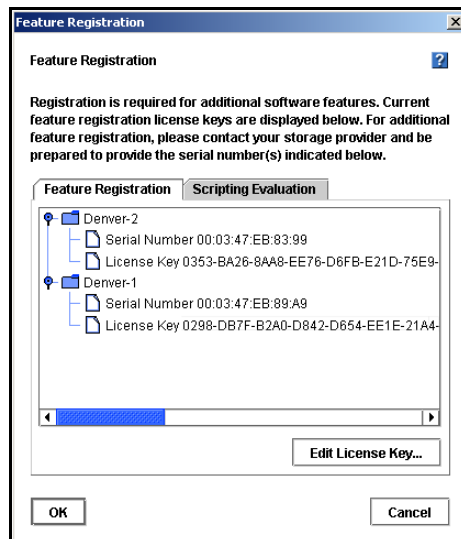 Feature Registration
Feature Registration
?
Registration is required for additional software features. Current
feature registration license keys are displayed below. For additional
feature registration, please contact your storage provider and be
prepared to provide the serial number(s) indicated below.
Feature Registration
Scripting Evaluation
Denver-2
Serial Number 00:03:47:EB:83:99
License Key 0353-BA26-8AA8-EE76-D6FB-E21D-75E9-
Denver-1
Serial Number 00:03:47:EB:89:A9
License Key 0298-DB7F-B2A0-D842-D654-EE1E-21A4-
Edit License Key...
OK
Cancel